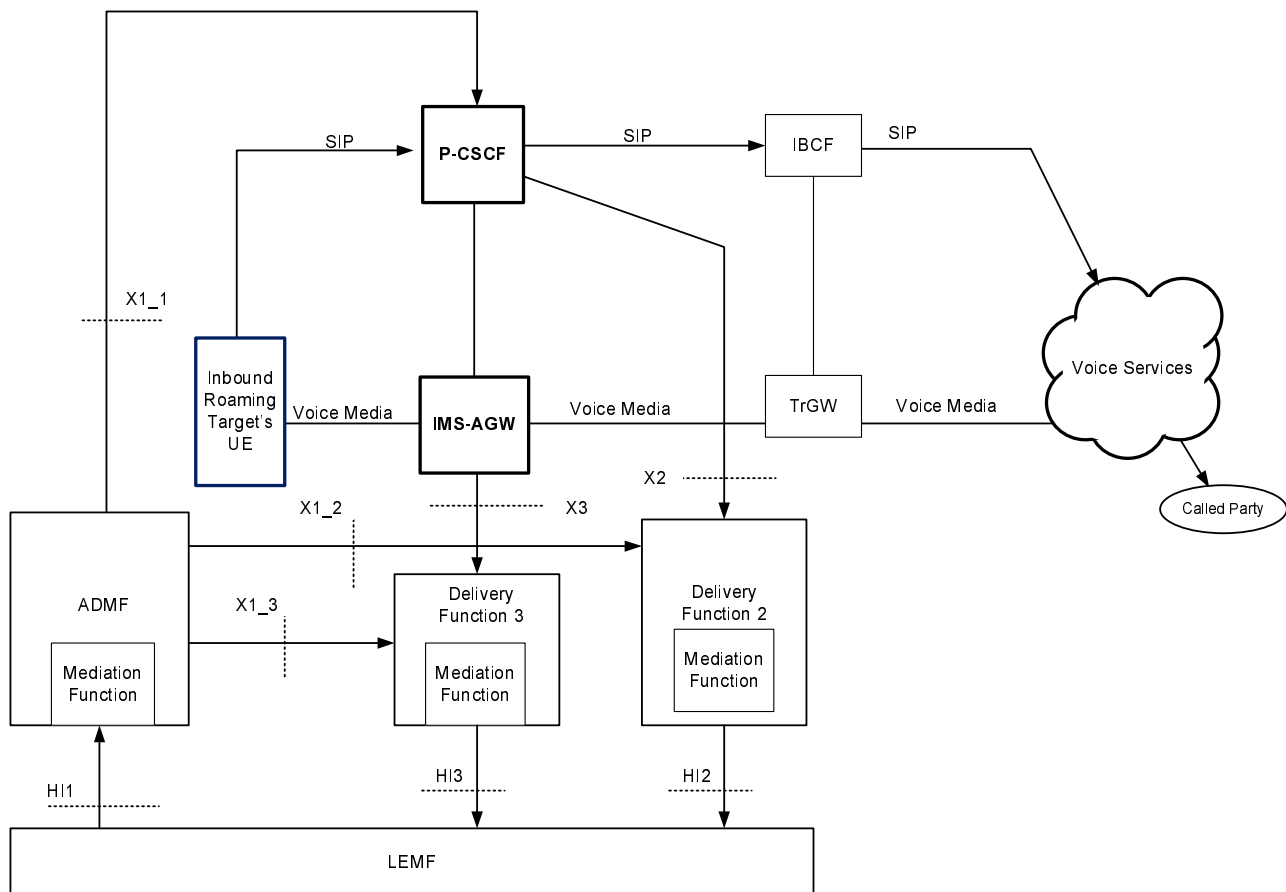 SIP
P-CSCF
SIP
IBCF
SIP
X1_1
Inbound
Roaming
Target's
UE
Voice Media
IMS-AGW
Voice Media
TrGW
Voice Media
Voice Services
X2
X1_2
X3
Called Party
ADMF
X1_3
Delivery
Function 3
Delivery
Function 2
Mediation
Function
Mediation
Function
Mediation
Function
HI1
HI3
HI2
LEMF